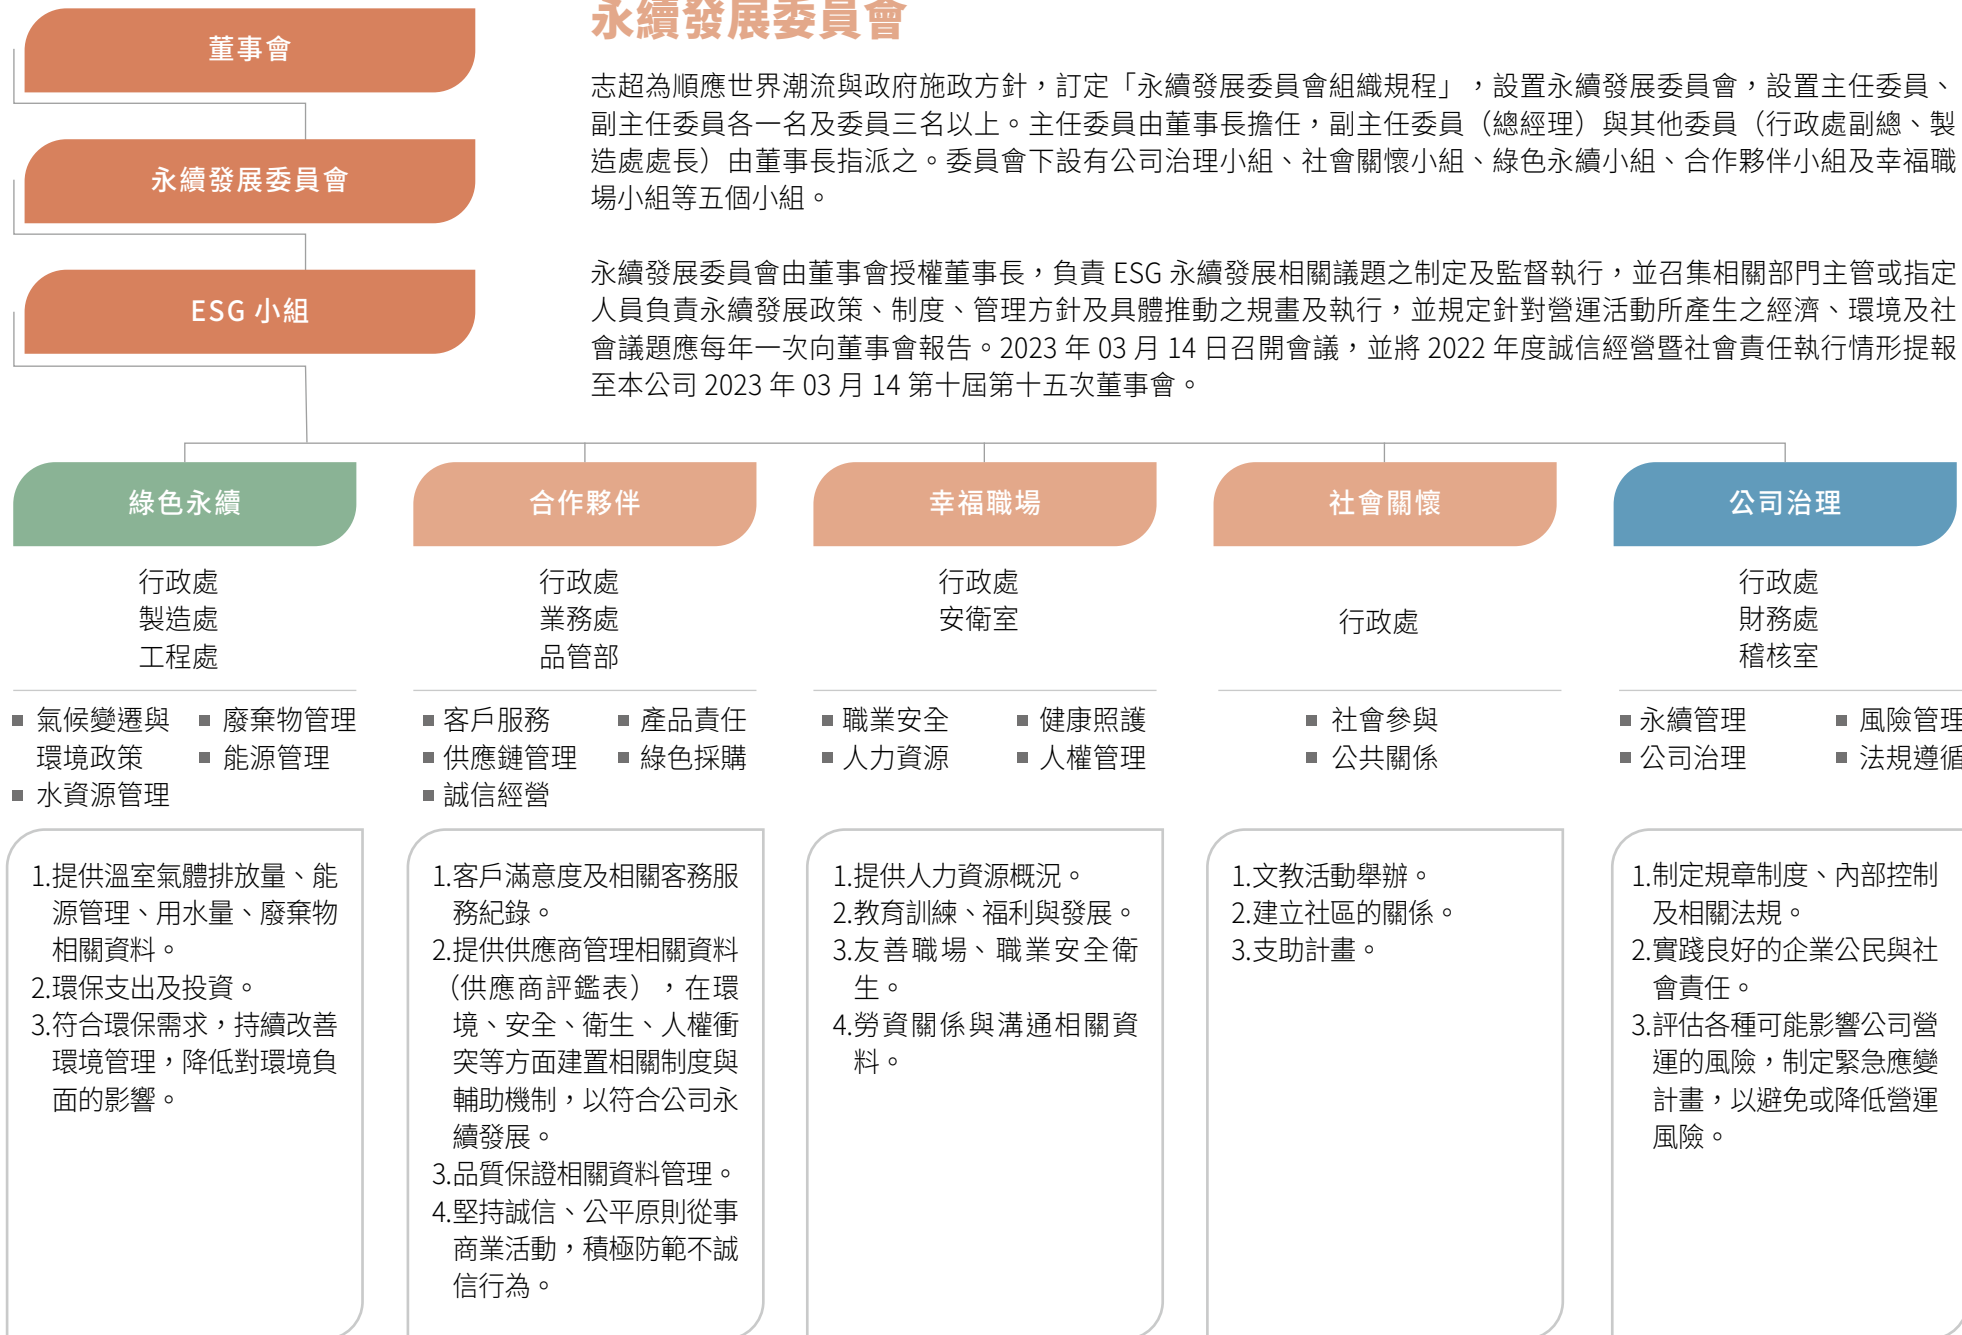 董事會
永續發展委員會
ESG 小組
永續發展委員會
志超為順應世界潮流與政府施政方針，訂定「永續發展委員會組織規程」，設置永續發展委員會，設置主任委員、
副主任委員各一名及委員三名以上。主任委員由董事長擔任，副主任委員（總經理）與其他委員（行政處副總、製
造處處長）由董事長指派之。委員會下設有公司治理小組、社會關懷小組、綠色永續小組、合作夥伴小組及幸福職
場小組等五個小組。
永續發展委員會由董事會授權董事長，負責 ESG 永續發展相關議題之制定及監督執行，並召集相關部門主管或指定
人員負責永續發展政策、制度、管理方針及具體推動之規畫及執行，並規定針對營運活動所產生之經濟、環境及社
會議題應每年一次向董事會報告。2023 年 03 月 14 日召開會議，並將 2022 年度誠信經營暨社會責任執行情形提報
至本公司 2023 年 03 月 14 第十屆第十五次董事會。
綠色永續
行政處
製造處
工程處
■ 氣候變遷與
環境政策
■ 水資源管理
■ 廢棄物管理
■ 能源管理
1.提供溫室氣體排放量、能
源管理、用水量、廢棄物
相關資料。
2.環保支出及投資。
3.符合環保需求，持續改善
環境管理，降低對環境負
面的影響。
合作夥伴
行政處
業務處
品管部
■ 客戶服務
■ 供應鏈管理
■ 誠信經營
■ 產品責任
■ 綠色採購
1.客戶滿意度及相關客務服
務紀錄。
2.提供供應商管理相關資料
（供應商評鑑表），在環
境、安全、衛生、人權衝
突等方面建置相關制度與
輔助機制，以符合公司永
續發展。
3.品質保證相關資料管理。
4.堅持誠信、公平原則從事
商業活動，積極防範不誠
信行為。
幸福職場
行政處
安衛室
■ 職業安全
■ 人力資源
■ 健康照護
■ 人權管理
1.提供人力資源概況。
2.教育訓練、福利與發展。
3.友善職場、職業安全衛
生。
4.勞資關係與溝通相關資
料。
社會關懷
行政處
■ 社會參與
■ 公共關係
1.文教活動舉辦。
2.建立社區的關係。
3.支助計畫。
公司治理
行政處
財務處
稽核室
■ 永續管理
■ 公司治理
■ 風險管理
■ 法規遵循
1.制定規章制度、內部控制
及相關法規。
2.實踐良好的企業公民與社
會責任。
3.評估各種可能影響公司營
運的風險，制定緊急應變
計畫，以避免或降低營運
風險。